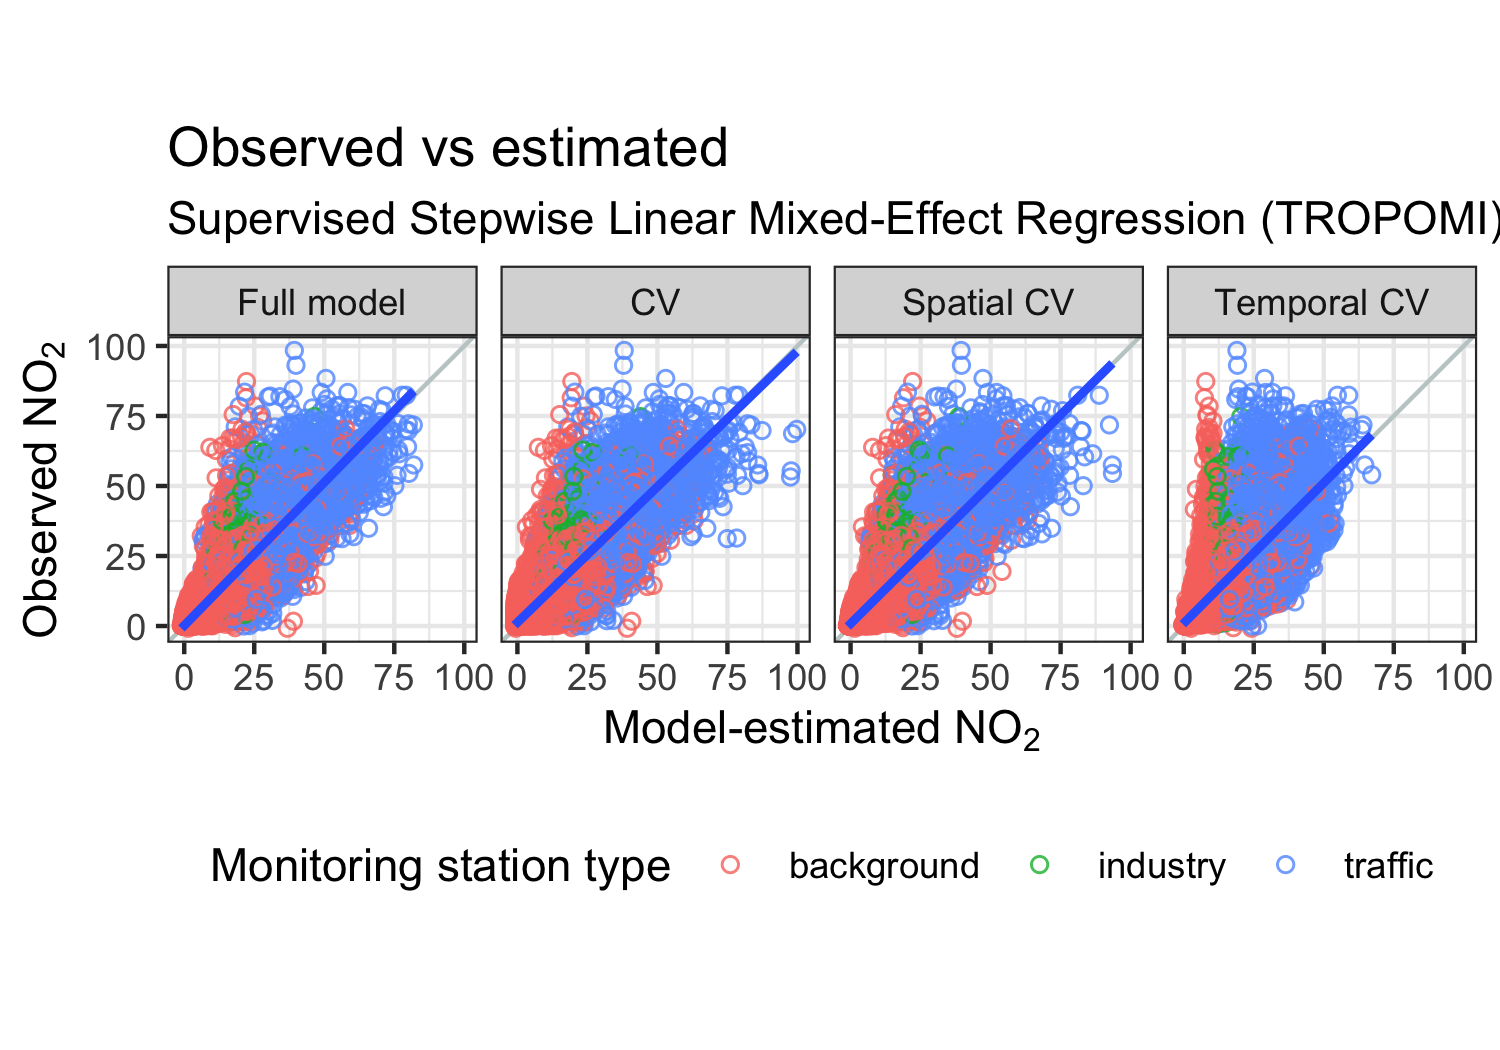 Observed vs estimated
Supervised Stepwise Linear Mixed-Effect Regression (TROPOMI)
Full model CV Spatial CV Temporal CV
Observed NO₂
100
75
50
25
0
0 25 50 75 100 0 25 50 75 100 0 25 50 75 100 0 25 50 75 100
Model-estimated NO₂
Monitoring station type background industry traffic